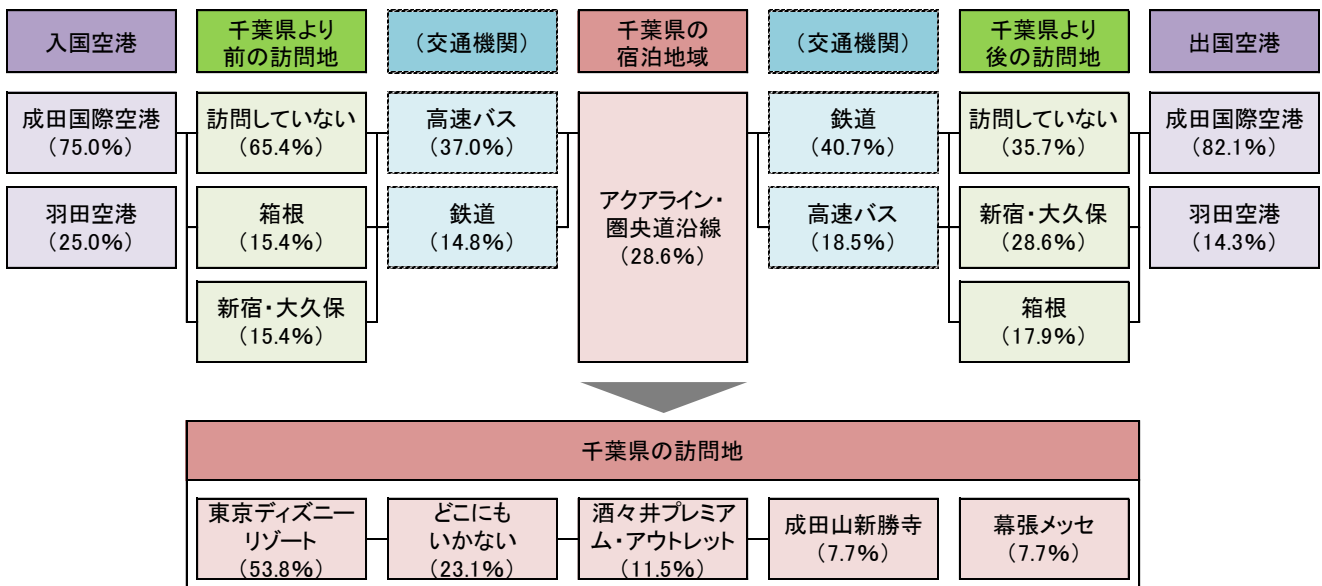 入国空港
千葉県より
前の訪問地
（交通機関）
千葉県の
宿泊地域
（交通機関）
千葉県より
後の訪問地
出国空港
成田国際空港
（75.0%）
羽田空港
（25.0%）
訪問していない
（65.4%）
箱根
（15.4%）
新宿・大久保
（15.4%）
高速バス
（37.0%）
鉄道
（14.8%）
アクアライン・
圏央道沿線
（28.6%）
鉄道
（40.7%）
高速バス
（18.5%）
訪問していない
（35.7%）
新宿・大久保
（28.6%）
箱根
（17.9%）
成田国際空港
（82.1%）
羽田空港
（14.3%）
千葉県の訪問地
東京ディズニー
リゾート
（53.8%）
どこにも
いかない
（23.1%）
酒々井プレミア
ム・アウトレット
（11.5%）
成田山新勝寺
（7.7%）
幕張メッセ
（7.7%）